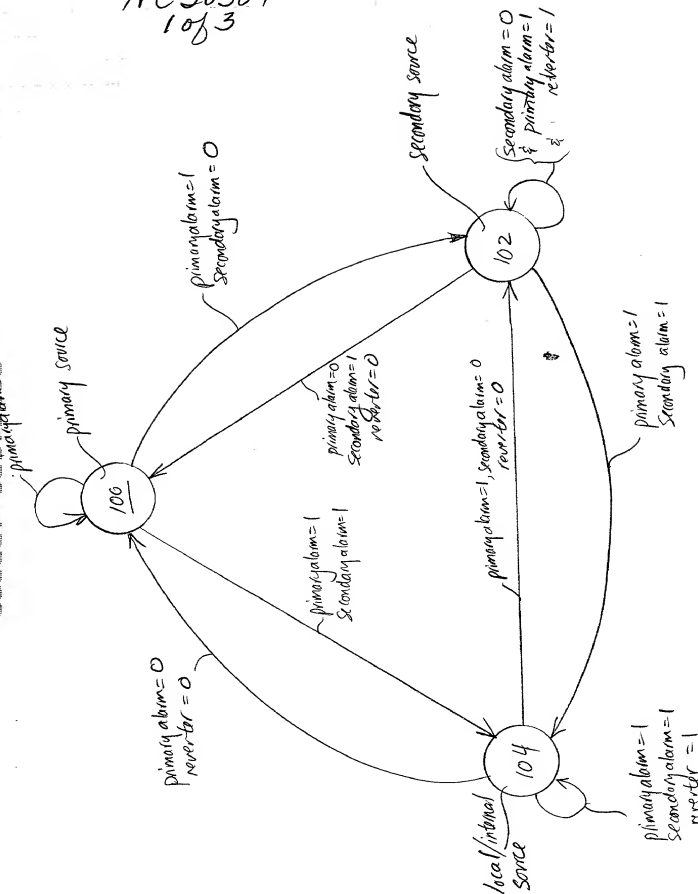 1 of 3
primary source
primary alarm = 1
secondary alarm = 0
secondary source
secondary alarm = 0
& primary alarm = 1
& reverter = 1
100
102
104
primary alarm = 0
secondary alarm = 1
reverter = 0
primary alarm = 1
secondary alarm = 1
primary alarm = 0
reverter = 0
primary alarm = 1, secondary alarm = 0
reverter = 0
primary alarm = 1
secondary alarm = 1
local/internal
source
primary alarm = 1
secondary alarm = 1